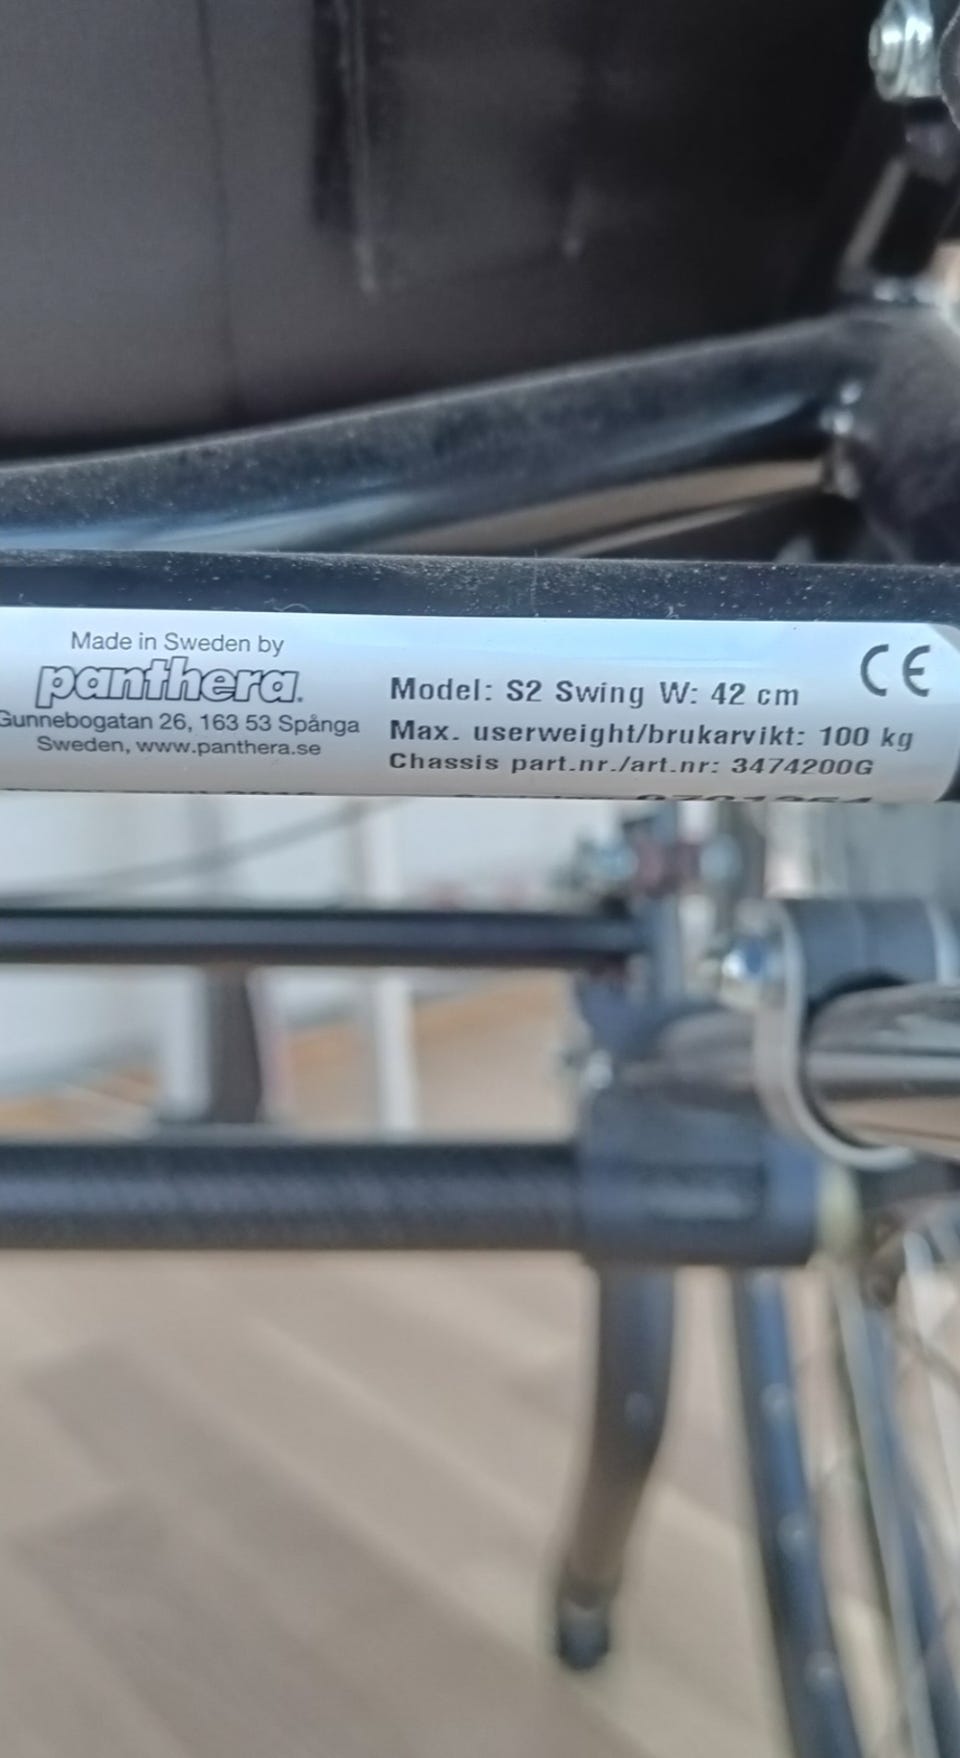 Made in Sweden by
panthera
Gunnebogatan 26, 163 53 Spånga
Sweden, www.panthera.se
CE
Model: S2 Swing W: 42 cm
Max. userweight/brukarvikt: 100 kg
Chassis part.nr./art.nr: 3474200G